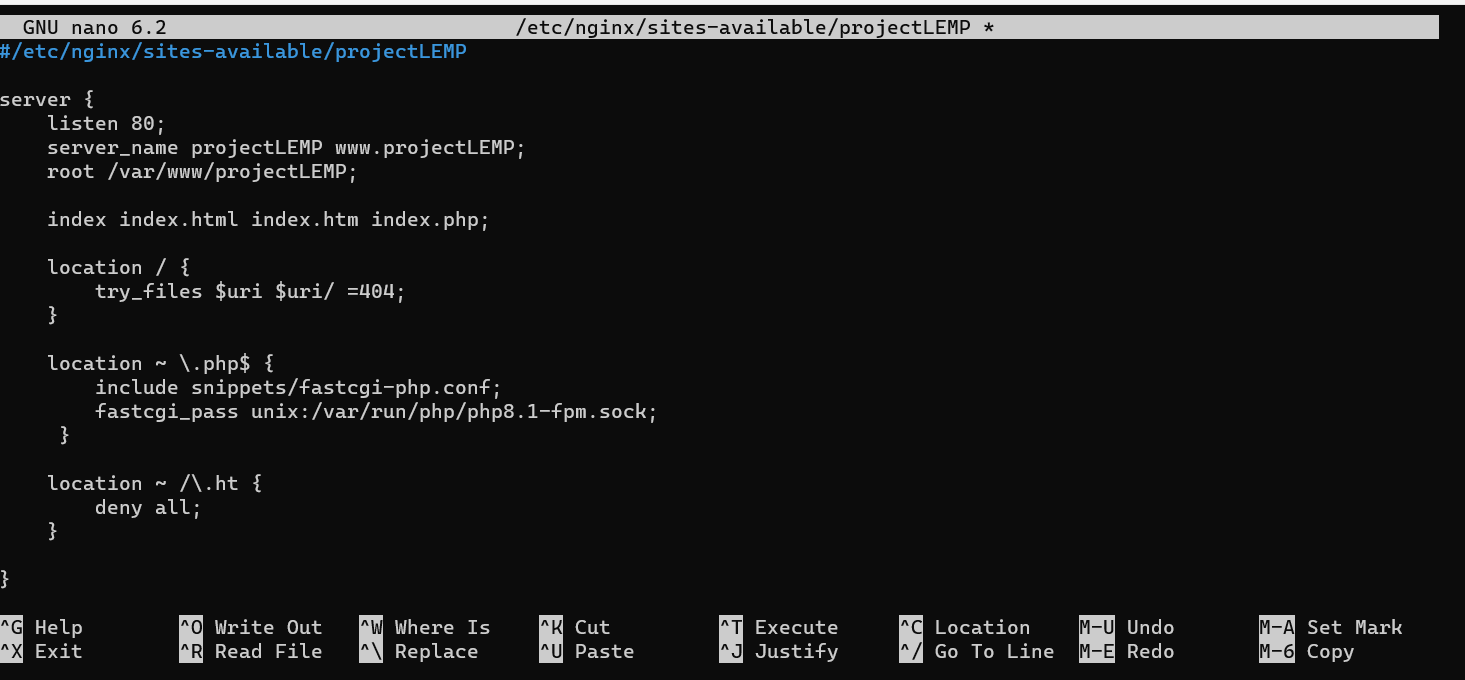 GNU nano 6.2 /etc/nginx/sites-available/projectLEMP *
#/etc/nginx/sites-available/projectLEMP

server {
    listen 80;
    server_name projectLEMP www.projectLEMP;
    root /var/www/projectLEMP;

    index index.html index.htm index.php;

    location / {
        try_files $uri $uri/ =404;
    }

    location ~ \.php$ {
        include snippets/fastcgi-php.conf;
        fastcgi_pass unix:/var/run/php/php8.1-fpm.sock;
     }

    location ~ /\.ht {
        deny all;
    }

}
^G Help ^O Write Out ^W Where Is ^K Cut ^T Execute ^C Location M-U Undo M-A Set Mark
^X Exit ^R Read File ^\ Replace ^U Paste ^J Justify ^/ Go To Line M-E Redo M-6 Copy